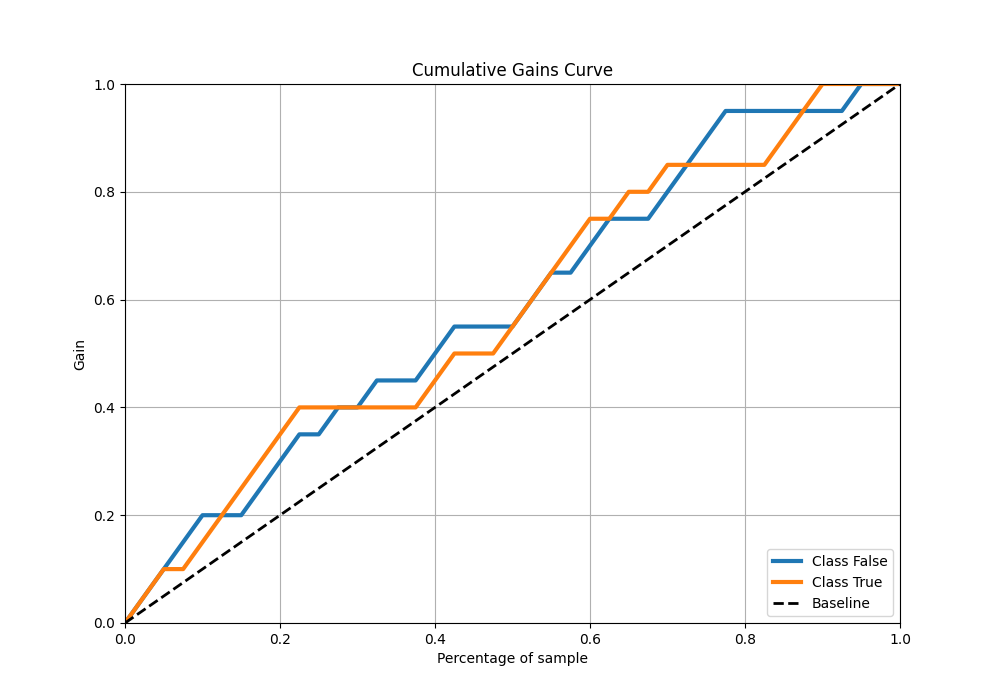 Cumulative Gains Curve
Gain
1.0
0.8
0.6
0.4
0.2
0.0
0.0 0.2 0.4 0.6 0.8 1.0
Percentage of sample
Class False
Class True
Baseline